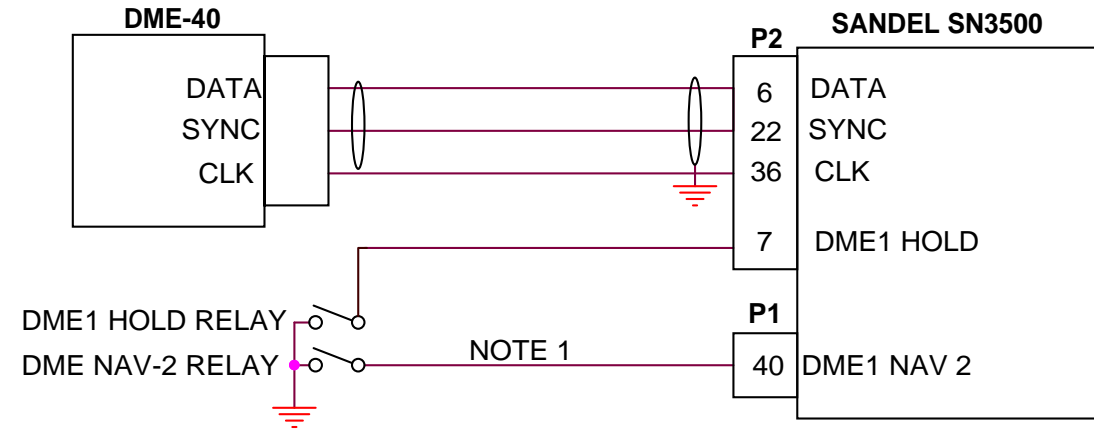 DME-40
SANDEL SN3500
P2
DATA
6
DATA
SYNC
22
SYNC
CLK
36
CLK
7
DME1 HOLD
DME1 HOLD RELAY
P1
DME NAV-2 RELAY
NOTE 1
40
DME1 NAV 2